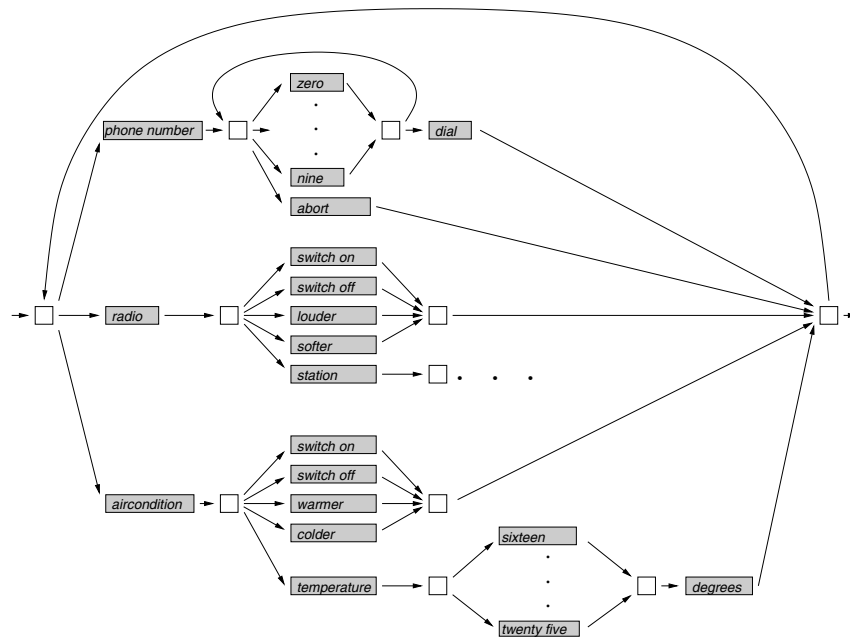 zero
phone number
dial
nine
abort
switch on
switch off
radio
louder
softer
station
switch on
switch off
aircondition
warmer
colder
sixteen
temperature
degrees
twenty five